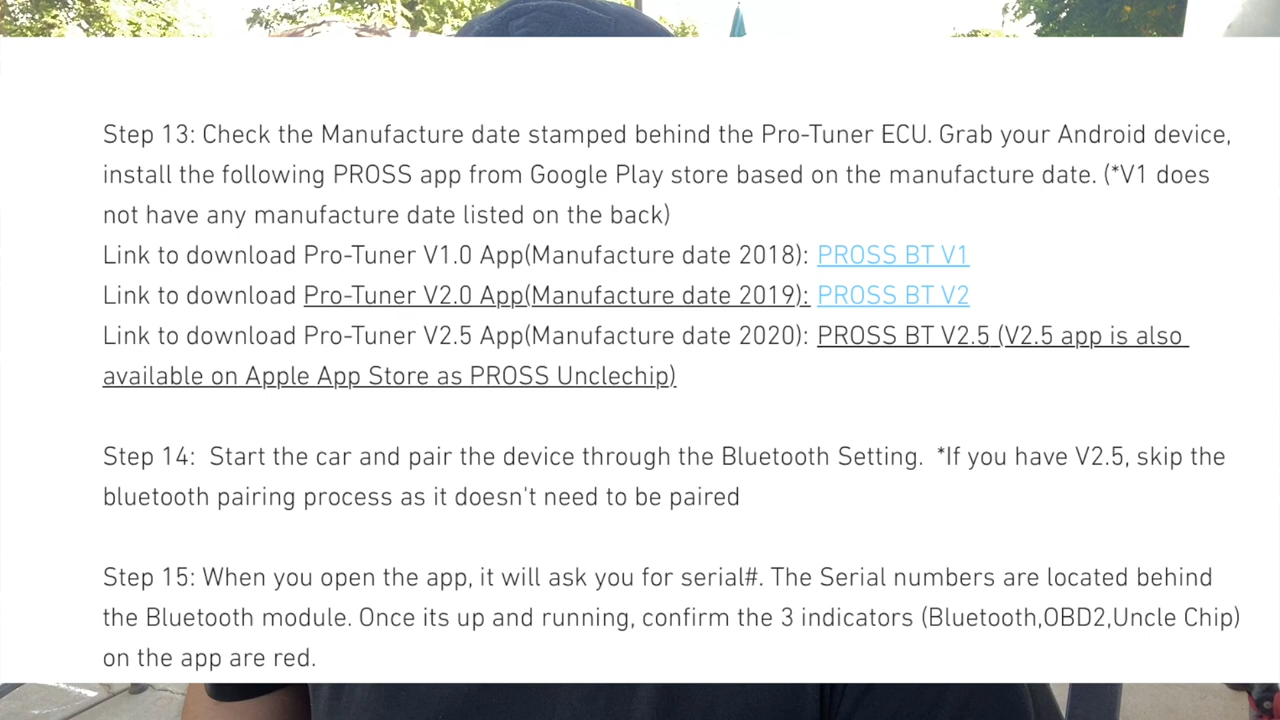 Step 13: Check the Manufacture date stamped behind the Pro-Tuner ECU. Grab your Android device,
install the following PROSS app from Google Play store based on the manufacture date. (*V1 does
not have any manufacture date listed on the back)
Link to download Pro-Tuner V1.0 App(Manufacture date 2018): PROSS BT V1
Link to download Pro-Tuner V2.0 App(Manufacture date 2019): PROSS BT V2
Link to download Pro-Tuner V2.5 App(Manufacture date 2020): PROSS BT V2.5 (V2.5 app is also
available on Apple App Store as PROSS Unclechip)
Step 14:  Start the car and pair the device through the Bluetooth Setting.  *If you have V2.5, skip the
bluetooth pairing process as it doesn't need to be paired
Step 15: When you open the app, it will ask you for serial#. The Serial numbers are located behind
the Bluetooth module. Once its up and running, confirm the 3 indicators (Bluetooth,OBD2,Uncle Chip)
on the app are red.